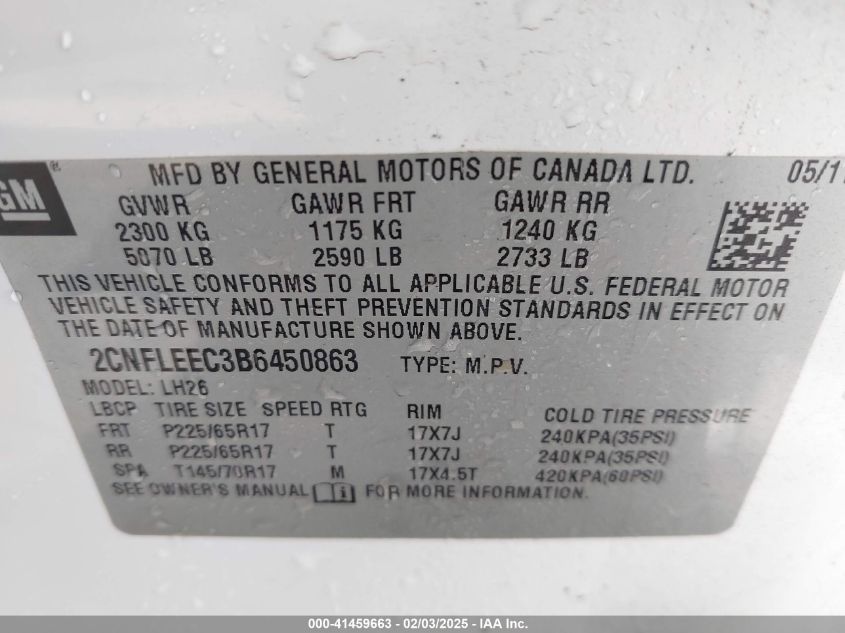 GM®
MFD BY GENERAL MOTORS OF CANADA LTD. 05/11
GVWR GAWR FRT GAWR RR
2300 KG 1175 KG 1240 KG
5070 LB 2590 LB 2733 LB
THIS VEHICLE CONFORMS TO ALL APPLICABLE U.S. FEDERAL MOTOR
VEHICLE SAFETY AND THEFT PREVENTION STANDARDS IN EFFECT ON
THE DATE OF MANUFACTURE SHOWN ABOVE.
2CNFLEEC3B6450863 TYPE: M.P.V.
MODEL: LH26
LBCP TIRE SIZE SPEED RTG RIM COLD TIRE PRESSURE
FRT P225/65R17 T 17X7J 240KPA(35PSI)
RR P225/65R17 T 17X7J 240KPA(35PSI)
SPA T145/70R17 M 17X4.5T 420KPA(60PSI)
SEE OWNER'S MANUAL FOR MORE INFORMATION.
000-41459663 - 02/03/2025 - IAA Inc.